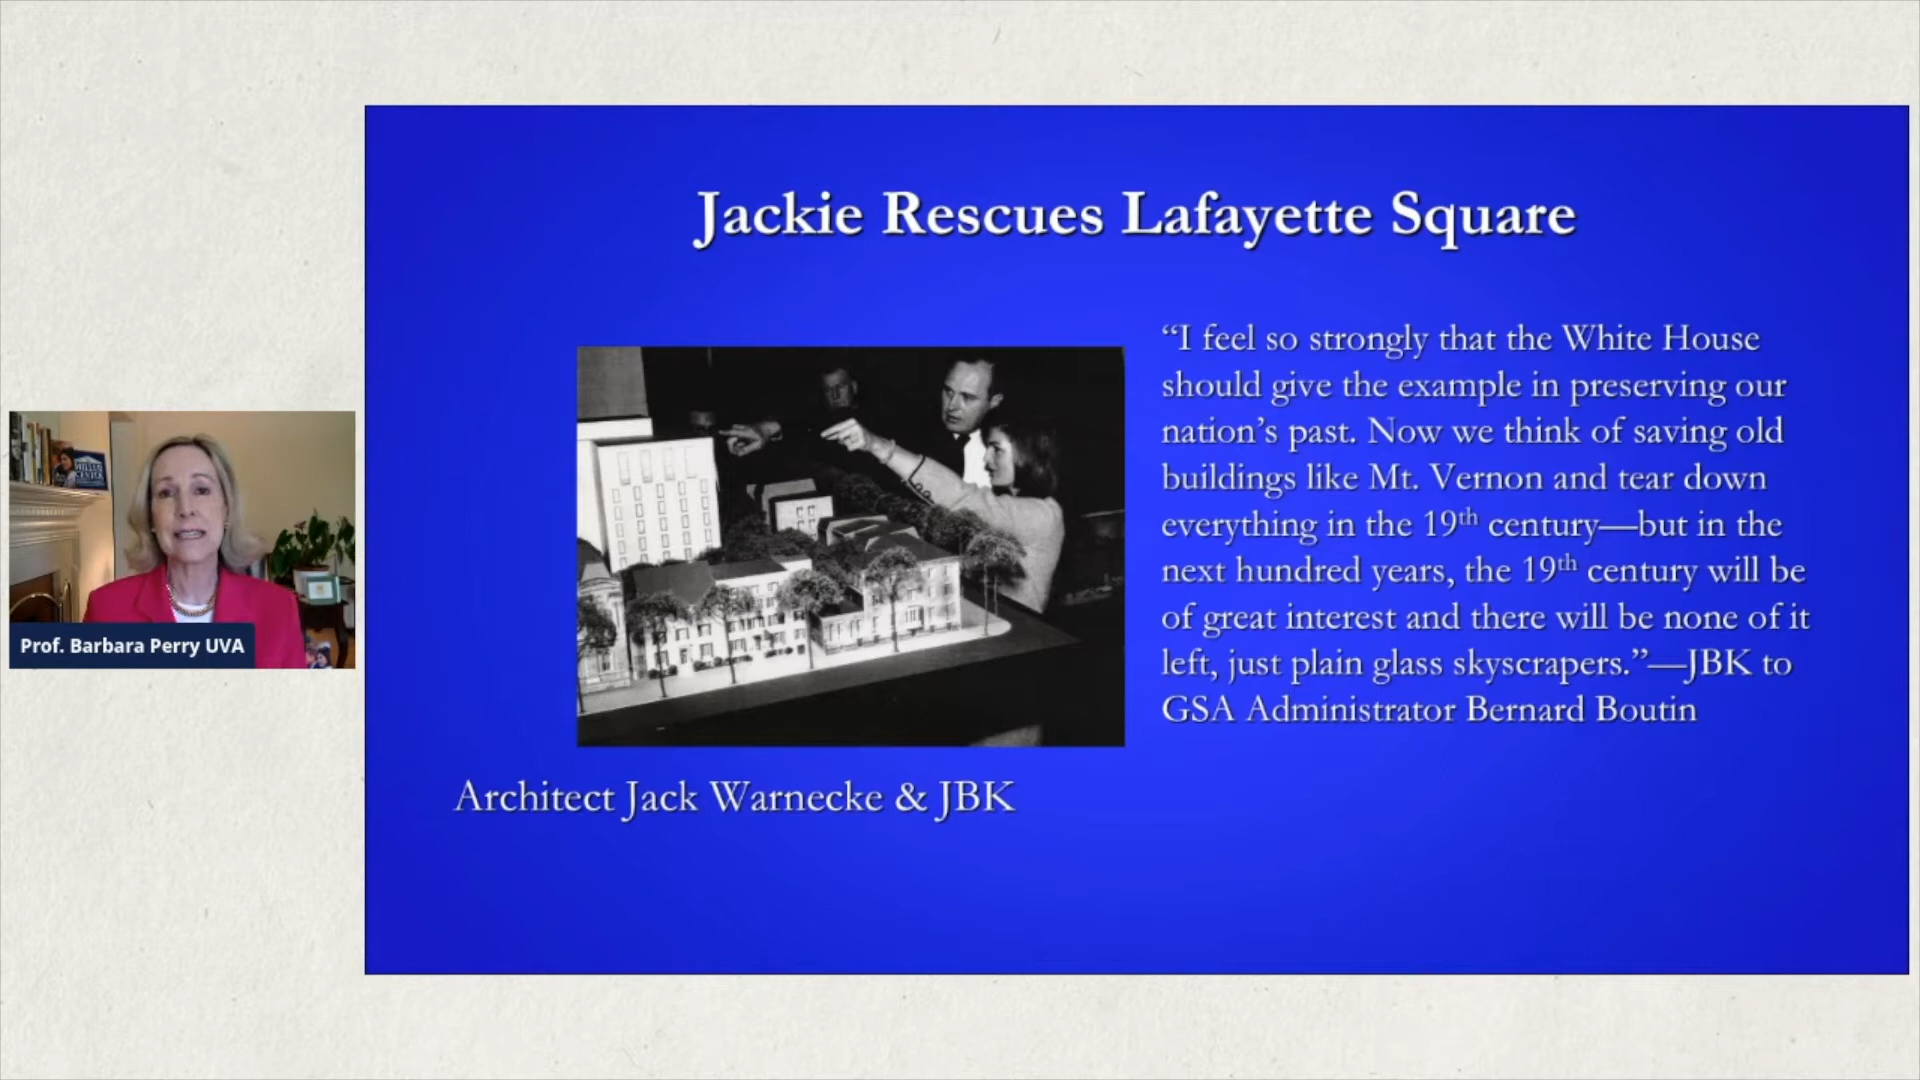 Jackie Rescues Lafayette Square
“I feel so strongly that the White House
should give the example in preserving our
nation’s past. Now we think of saving old
buildings like Mt. Vernon and tear down
everything in the 19th century—but in the
next hundred years, the 19th century will be
of great interest and there will be none of it
left, just plain glass skyscrapers.”—JBK to
GSA Administrator Bernard Boutin
Architect Jack Warnecke & JBK
MILLER
CENTER
Prof. Barbara Perry UVA